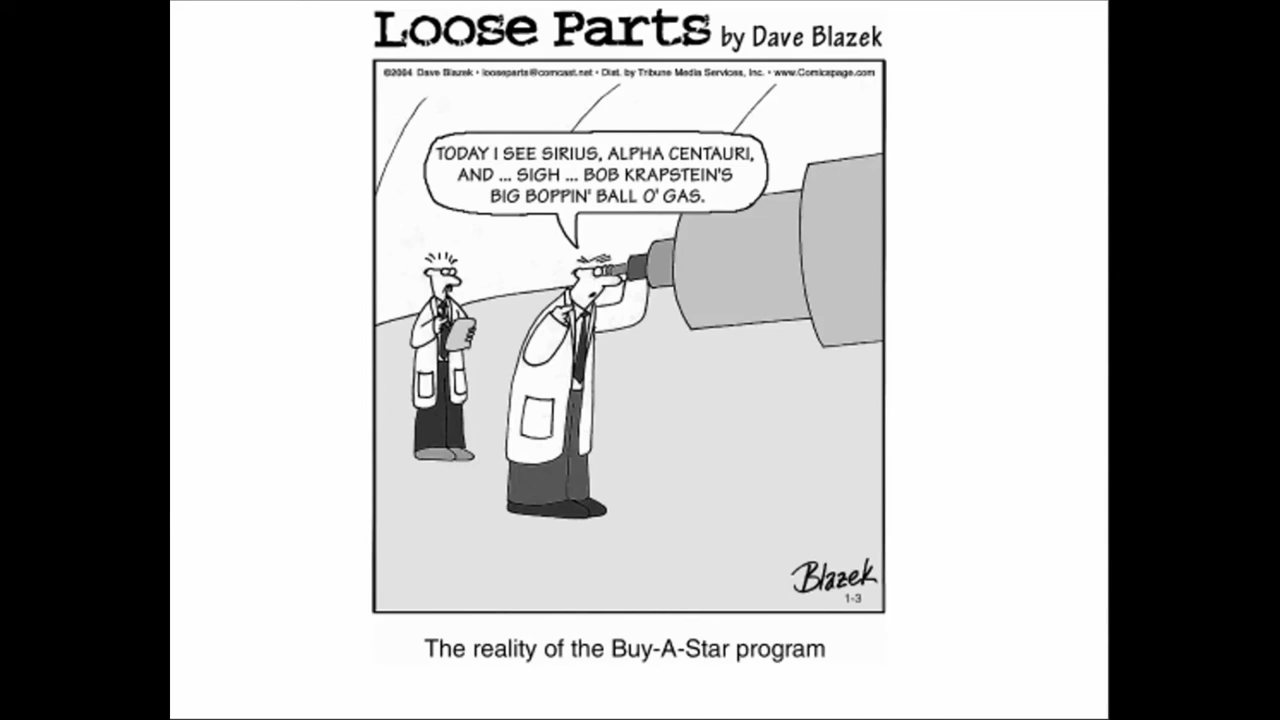 Loose Parts by Dave Blazek
©2004 Dave Blazek • looseparts@comcast.net • Dist. by Tribune Media Services, Inc. • www.Comicspage.com
TODAY I SEE SIRIUS, ALPHA CENTAURI,
AND ... SIGH ... BOB KRAPSTEIN'S
BIG BOPPIN' BALL O' GAS.
Blazek
1-3
The reality of the Buy-A-Star program